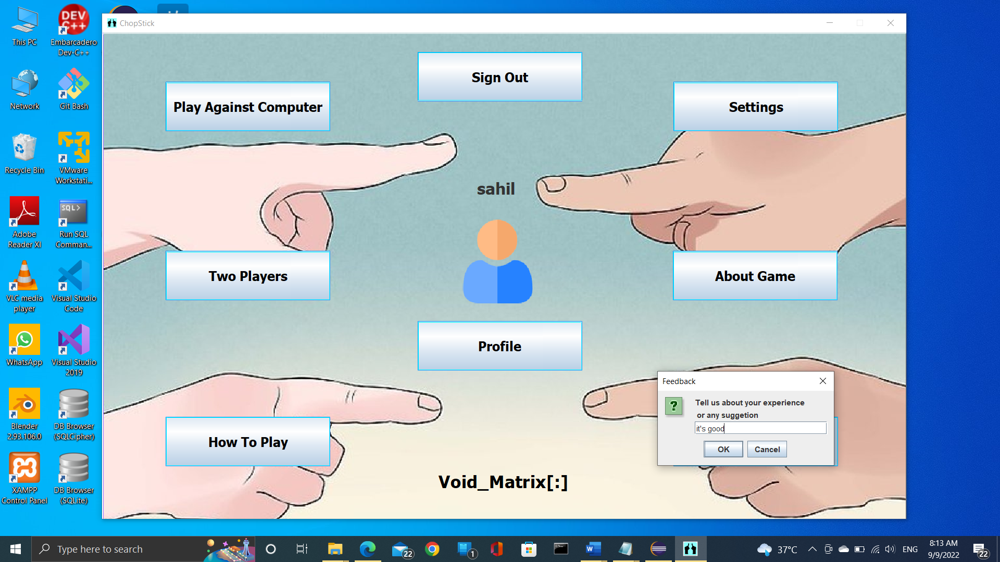 This PC
DEV
C++
Embarcadero
Dev-C++
Network
Git Bash
Recycle Bin
VMware
Workstati...
Adobe
Reader XI
SQL>
Run SQL
Comman...
VLC media
player
Visual Studio
Code
WhatsApp
Visual Studio
2019
Blender
2.93.106.0
DB Browser
(SQLCipher)
XAMPP
Control Panel
DB Browser
(SQLite)
ChopStick
Sign Out
Play Against Computer
Settings
sahil
Two Players
About Game
Profile
How To Play
Void_Matrix[:]
Feedback
?
Tell us about your experience
or any suggetion
it's good
OK
Cancel
Type here to search
22
1
W
37°C
ENG
8:13 AM
9/9/2022
22